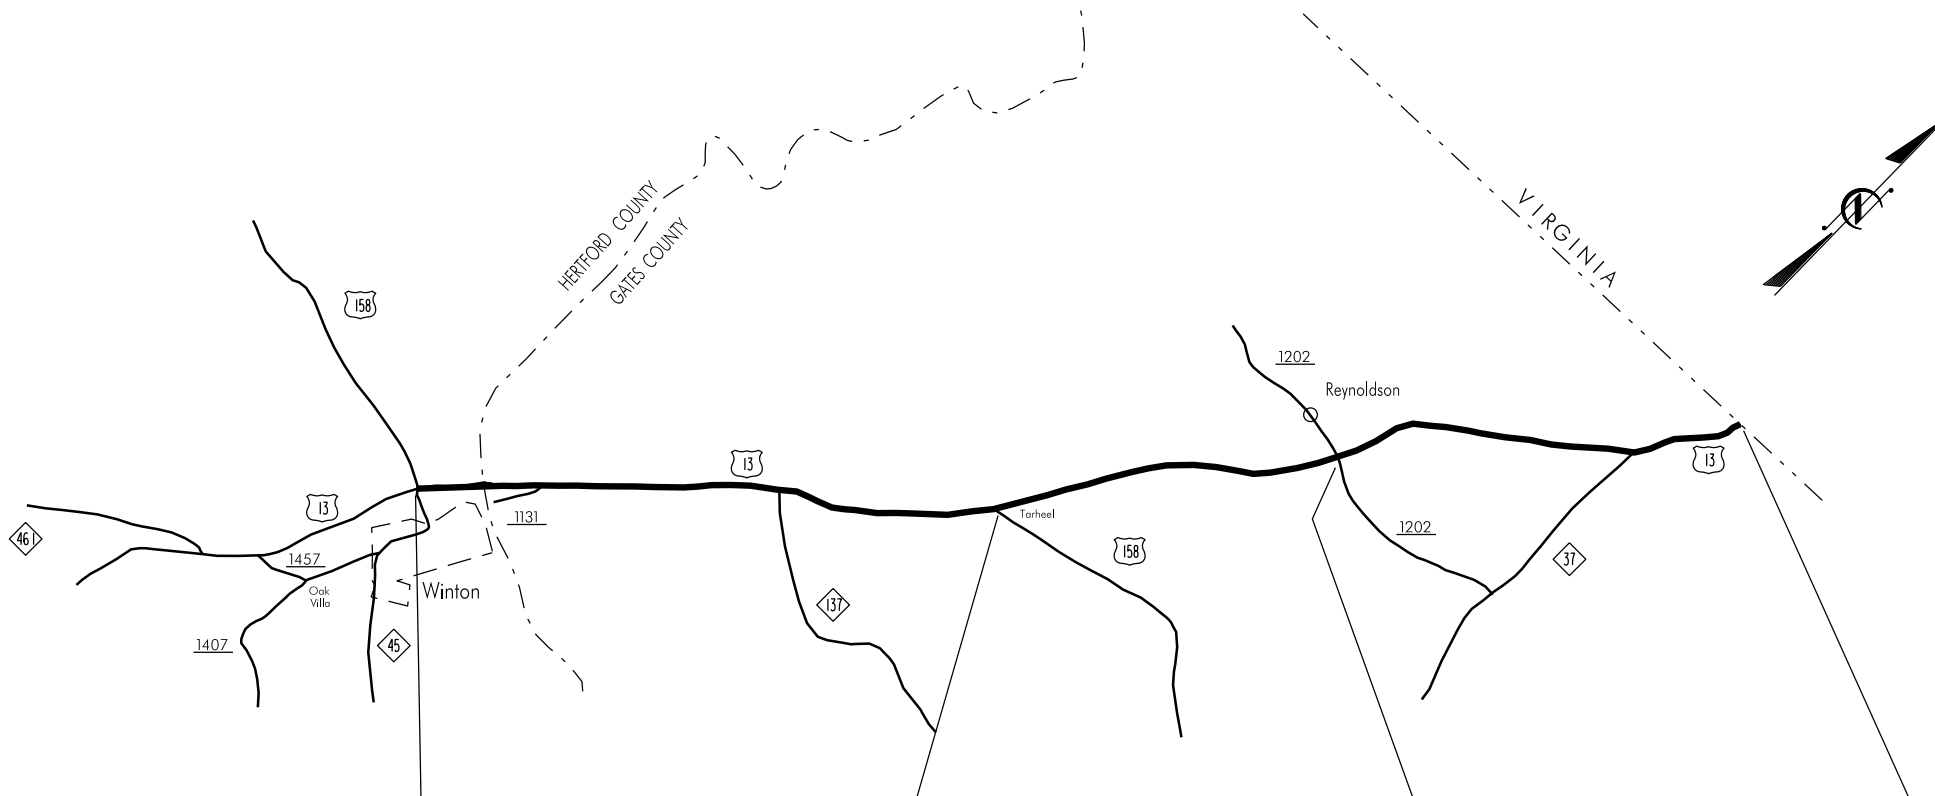 VIRGINIA
HERTFORD COUNTY
GATES COUNTY
158
1202
Reynoldson
13
13
13
461
1131
Tarheel
1202
158
1457
37
Oak
Villa
Winton
137
1407
45